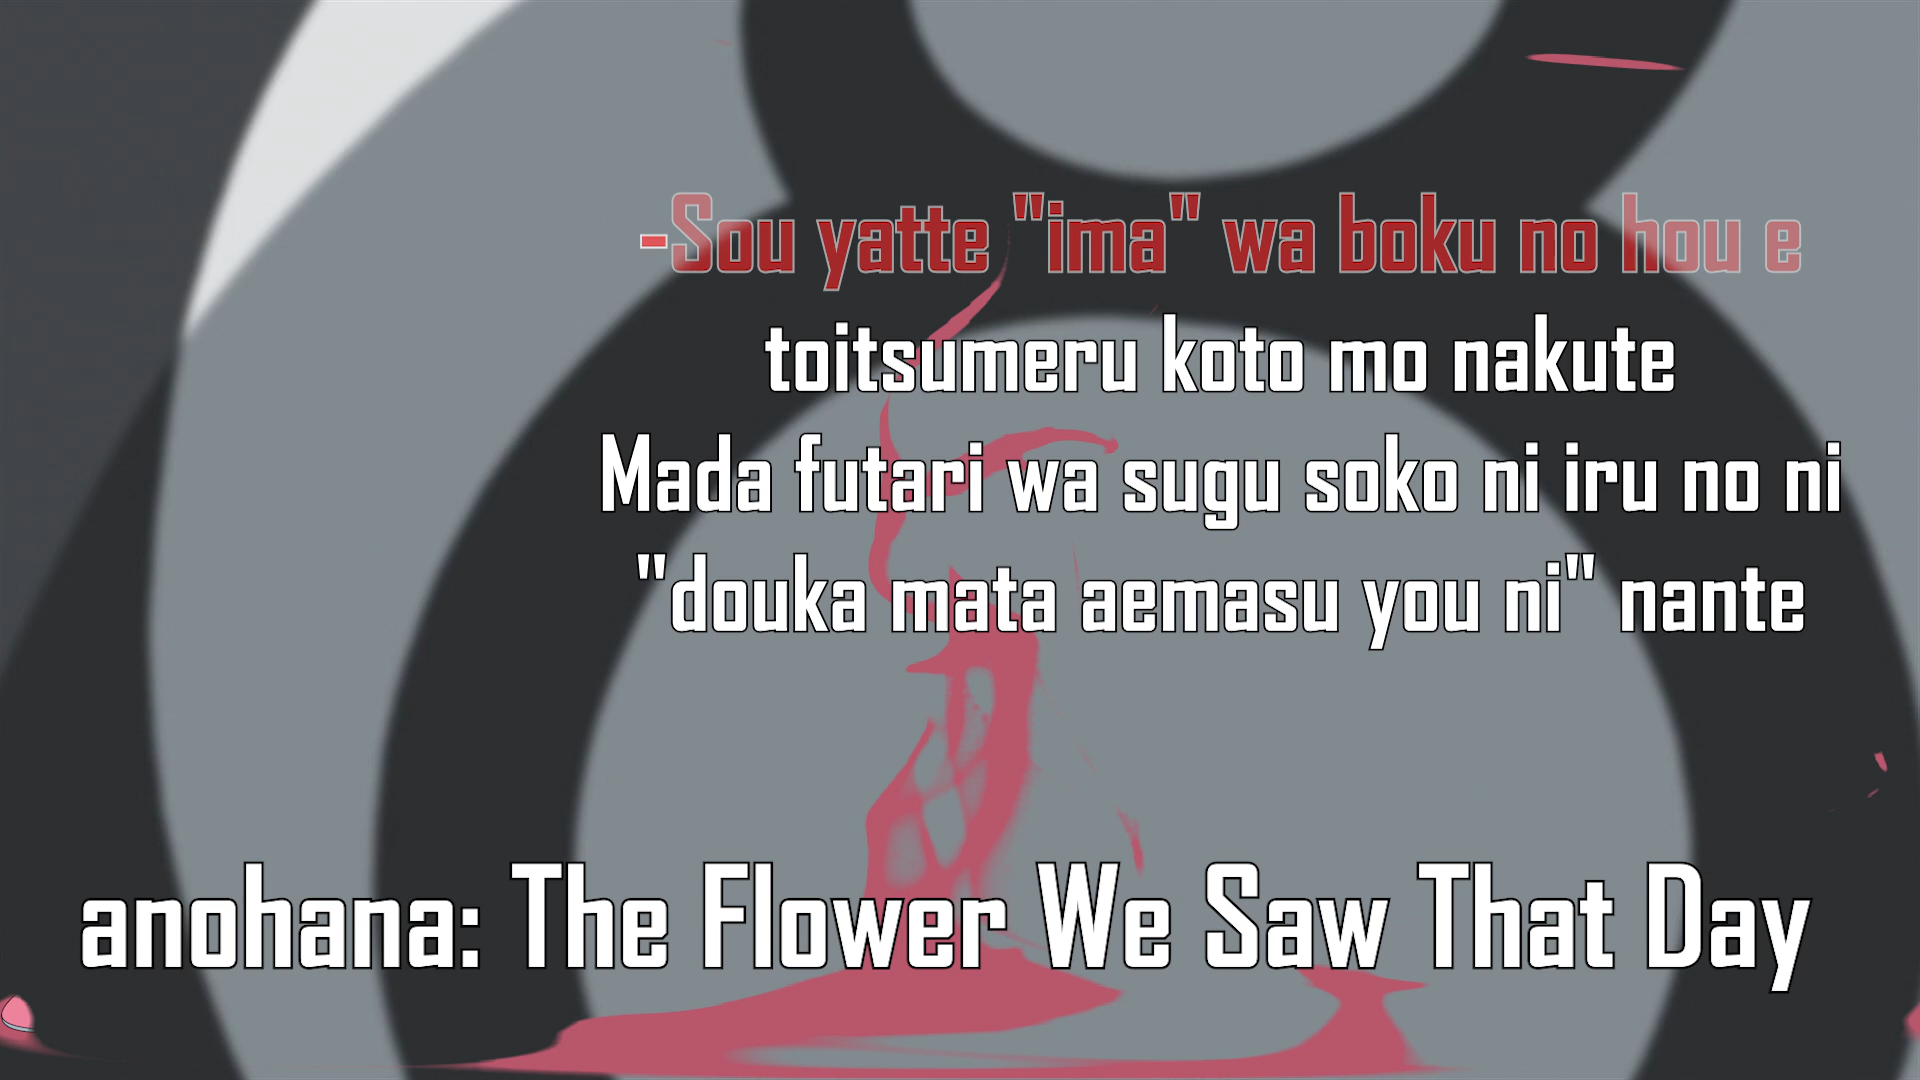 -Sou yatte "ima" wa boku no hou e
toitsumeru koto mo nakute
Mada futari wa sugu soko ni iru no ni
"douka mata aemasu you ni" nante
anohana: The Flower We Saw That Day